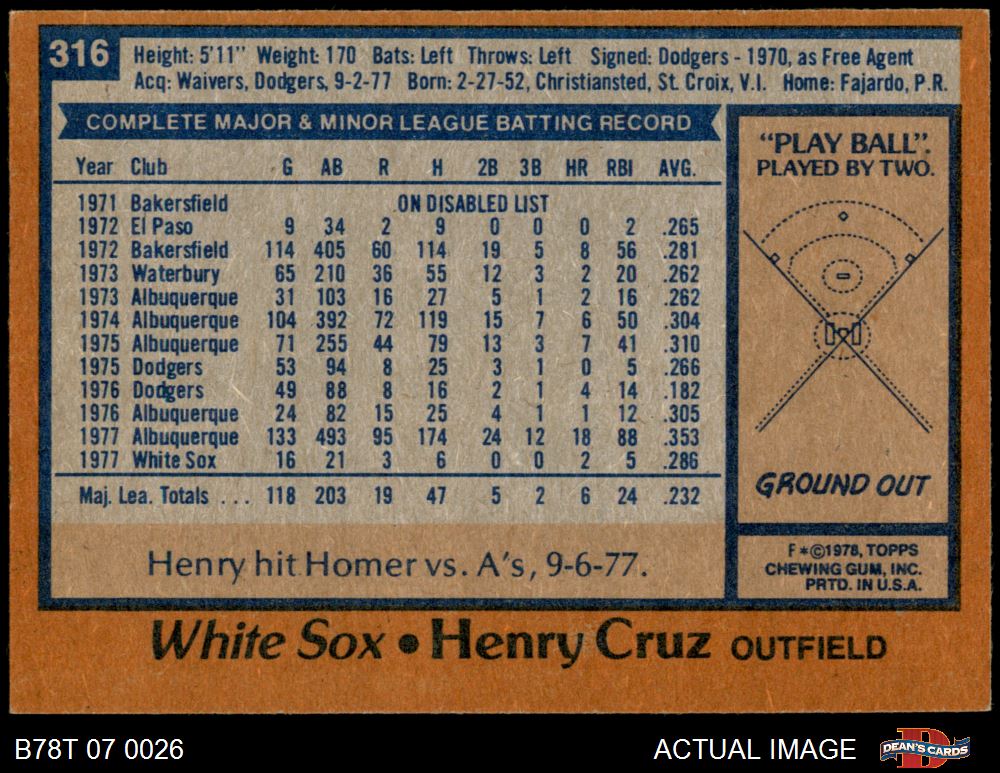 316
Height: 5'11" Weight: 170 Bats: Left Throws: Left Signed: Dodgers - 1970, as Free Agent
Acq: Waivers, Dodgers, 9-2-77 Born: 2-27-52, Christiansted, St. Croix, V.I. Home: Fajardo, P.R.
COMPLETE MAJOR & MINOR LEAGUE BATTING RECORD
Year Club G AB R H 2B 3B HR RBI AVG.
1971 Bakersfield ON DISABLED LIST
1972 El Paso 9 34 2 9 0 0 0 2 .265
1972 Bakersfield 114 405 60 114 19 5 8 56 .281
1973 Waterbury 65 210 36 55 12 3 2 20 .262
1973 Albuquerque 31 103 16 27 5 1 2 16 .262
1974 Albuquerque 104 392 72 119 15 7 6 50 .304
1975 Albuquerque 71 255 44 79 13 3 7 41 .310
1975 Dodgers 53 94 8 25 3 1 0 5 .266
1976 Dodgers 49 88 8 16 2 1 4 14 .182
1976 Albuquerque 24 82 15 25 4 1 1 12 .305
1977 Albuquerque 133 493 95 174 24 12 18 88 .353
1977 White Sox 16 21 3 6 0 0 2 5 .286
Maj. Lea. Totals ... 118 203 19 47 5 2 6 24 .232
Henry hit Homer vs. A's, 9-6-77.
"PLAY BALL".
PLAYED BY TWO.
GROUND OUT
F*©1978, TOPPS
CHEWING GUM, INC.
PRTD. IN U.S.A.
White Sox • Henry Cruz OUTFIELD
B78T 07 0026
ACTUAL IMAGE
DEAN'S CARDS